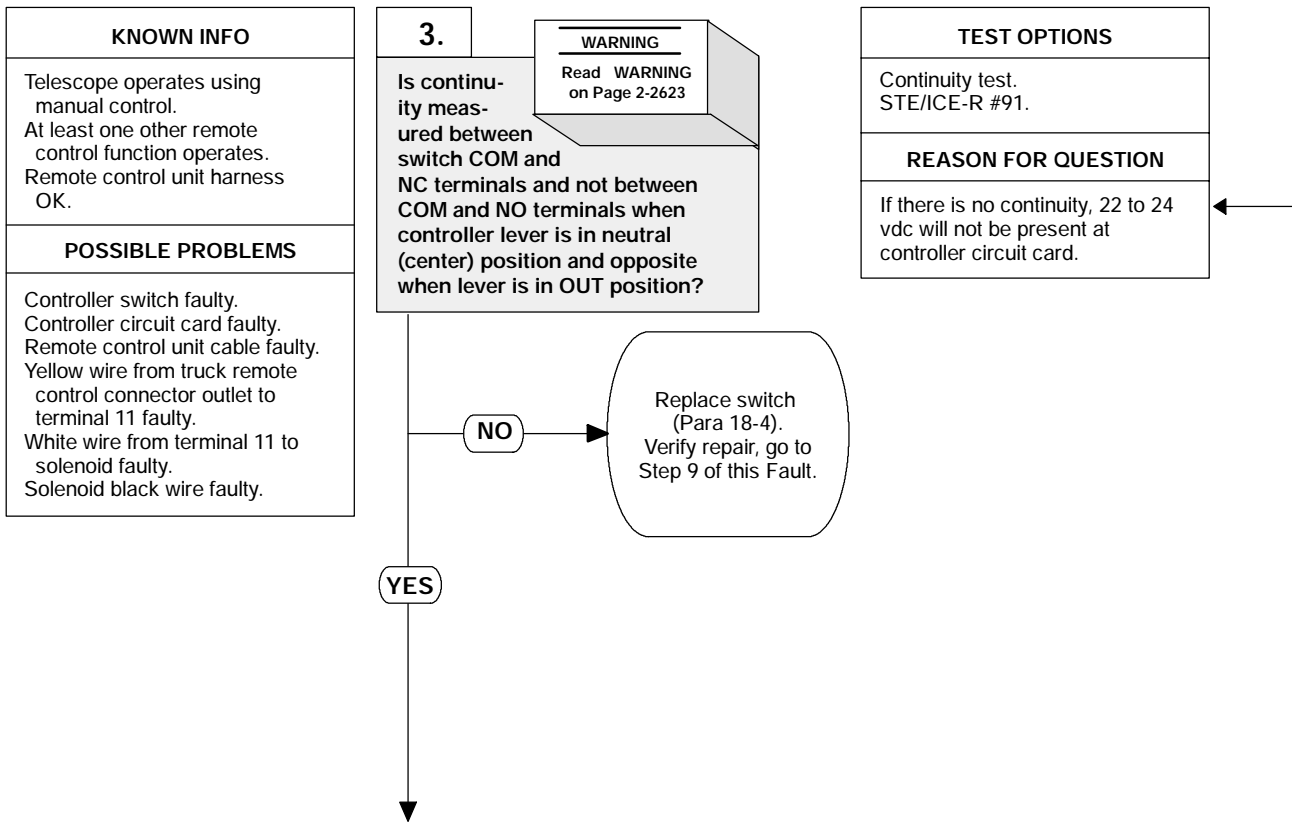 KNOWN INFO
Telescope operates using
manual control.
At least one other remote
control function operates.
Remote control unit harness
OK.
POSSIBLE PROBLEMS
Controller switch faulty.
Controller circuit card faulty.
Remote control unit cable faulty.
Yellow wire from truck remote
control connector outlet to
terminal 11 faulty.
White wire from terminal 11 to
solenoid faulty.
Solenoid black wire faulty.
3.
WARNING
Read WARNING
on Page 2-2623
Is continu-
ity meas-
ured between
switch COM and
NC terminals and not between
COM and NO terminals when
controller lever is in neutral
(center) position and opposite
when lever is in OUT position?
NO
Replace switch
(Para 18-4).
Verify repair, go to
Step 9 of this Fault.
YES
TEST OPTIONS
Continuity test.
STE/ICE-R #91.
REASON FOR QUESTION
If there is no continuity, 22 to 24
vdc will not be present at
controller circuit card.